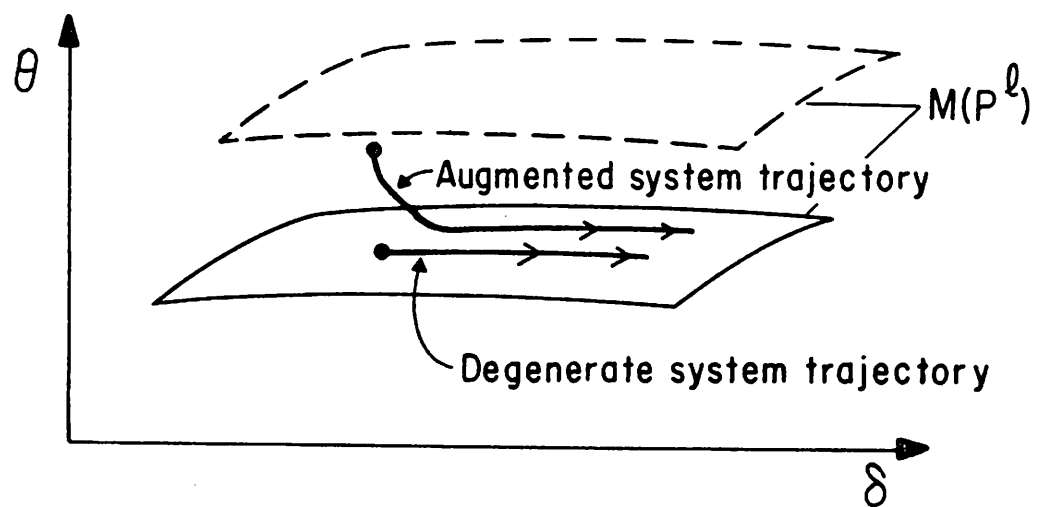 θ
M(P^ℓ)
Augmented system trajectory
Degenerate system trajectory
δ